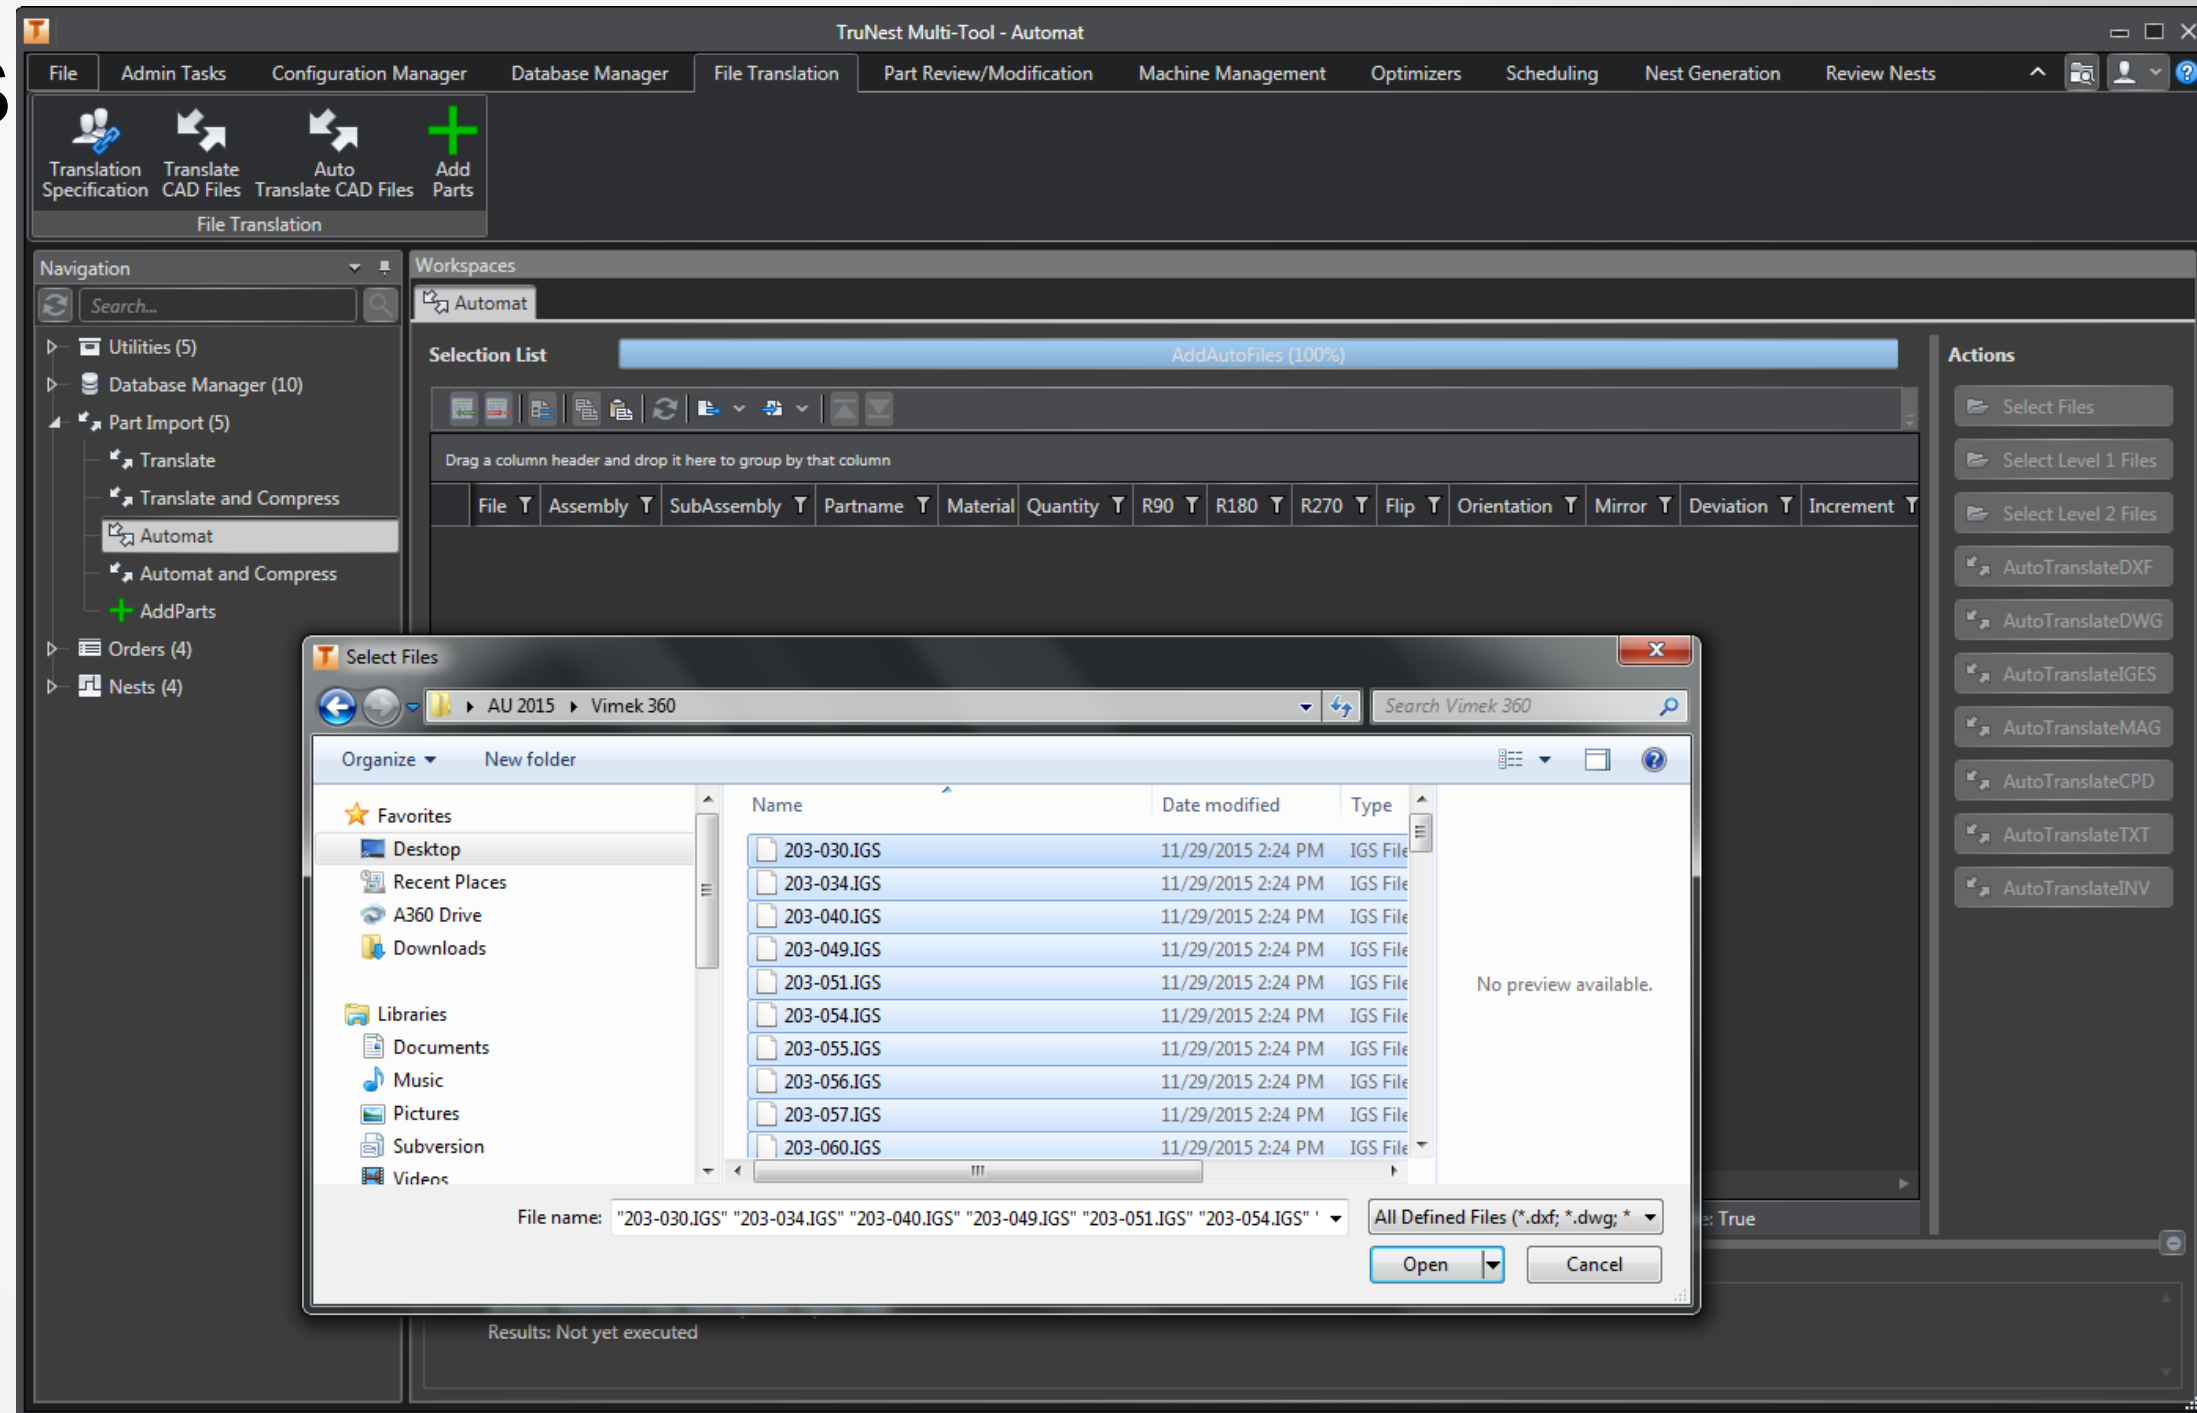 S
TruNest Multi-Tool - Automat
File Admin Tasks Configuration Manager Database Manager File Translation Part Review/Modification Machine Management Optimizers Scheduling Nest Generation Review Nests
Translation Specification
Translate CAD Files
Auto Translate CAD Files
Add Parts
File Translation
Navigation
Workspaces
Search...
Automat
Utilities (5)
Database Manager (10)
Part Import (5)
Translate
Translate and Compress
Automat
Automat and Compress
AddParts
Orders (4)
Nests (4)
Selection List
AddAutoFiles (100%)
Drag a column header and drop it here to group by that column
File Assembly SubAssembly Partname Material Quantity R90 R180 R270 Flip Orientation Mirror Deviation Increment
Actions
Select Files
Select Level 1 Files
Select Level 2 Files
AutoTranslateDXF
AutoTranslateDWG
AutoTranslateIGES
AutoTranslateMAG
AutoTranslateCPD
AutoTranslateTXT
AutoTranslateINV
Select Files
AU 2015 Vimek 360
Search Vimek 360
Organize New folder
Favorites
Desktop
Recent Places
A360 Drive
Downloads
Libraries
Documents
Music
Pictures
Subversion
Videos
Name Date modified Type
203-030.IGS 11/29/2015 2:24 PM IGS File
203-034.IGS 11/29/2015 2:24 PM IGS File
203-040.IGS 11/29/2015 2:24 PM IGS File
203-049.IGS 11/29/2015 2:24 PM IGS File
203-051.IGS 11/29/2015 2:24 PM IGS File
203-054.IGS 11/29/2015 2:24 PM IGS File
203-055.IGS 11/29/2015 2:24 PM IGS File
203-056.IGS 11/29/2015 2:24 PM IGS File
203-057.IGS 11/29/2015 2:24 PM IGS File
203-060.IGS 11/29/2015 2:24 PM IGS File
No preview available.
File name: "203-030.IGS" "203-034.IGS" "203-040.IGS" "203-049.IGS" "203-051.IGS" "203-054.IGS" '
All Defined Files (*.dxf; *.dwg; *
Open Cancel
: True
Results: Not yet executed